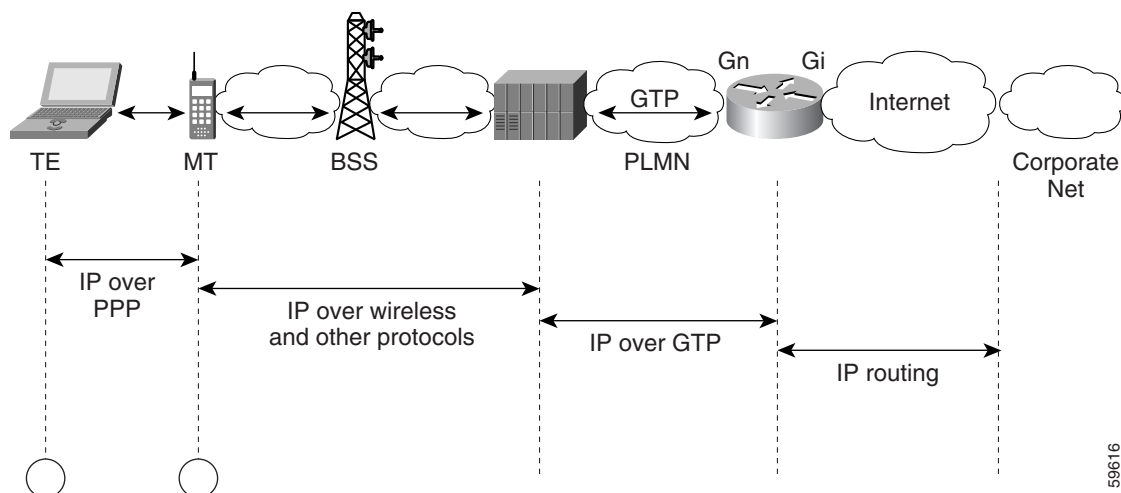 Gn
Gi
GTP
Internet
TE
MT
BSS
PLMN
Corporate
Net
IP over
PPP
IP over wireless
and other protocols
IP over GTP
IP routing
59616